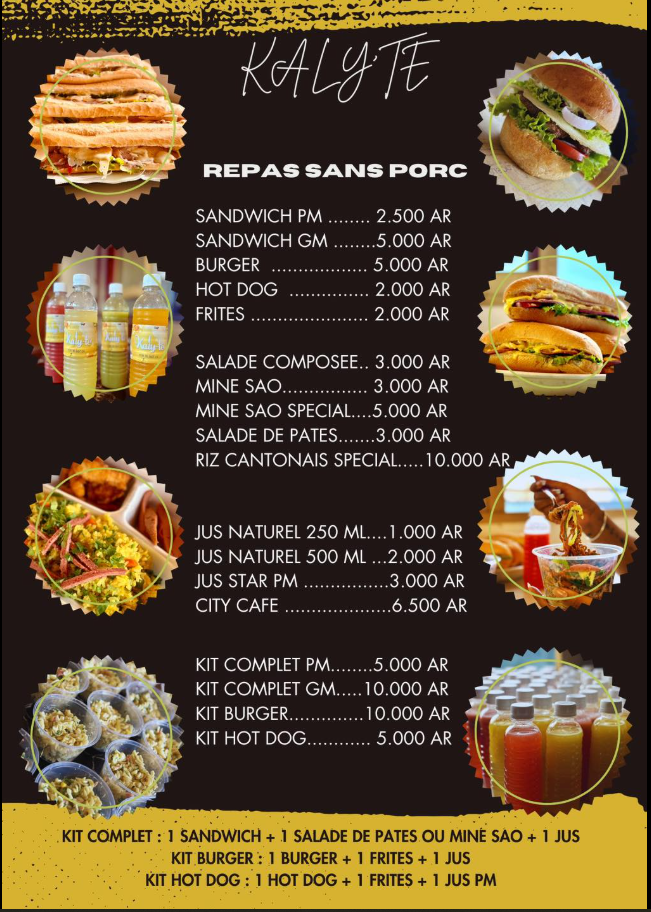 KALY'TE
REPAS SANS PORC
SANDWICH PM ........ 2.500 AR
SANDWICH GM ........5.000 AR
BURGER ................... 5.000 AR
HOT DOG ................ 2.000 AR
FRITES ....................... 2.000 AR
SALADE COMPOSEE.. 3.000 AR
MINE SAO................. 3.000 AR
MINE SAO SPECIAL....5.000 AR
SALADE DE PATES.......3.000 AR
RIZ CANTONAIS SPECIAL.....10.000 AR
JUS NATUREL 250 ML....1.000 AR
JUS NATUREL 500 ML ...2.000 AR
JUS STAR PM ................3.000 AR
CITY CAFE ....................6.500 AR
KIT COMPLET PM........5.000 AR
KIT COMPLET GM.....10.000 AR
KIT BURGER..............10.000 AR
KIT HOT DOG............ 5.000 AR
KIT COMPLET : 1 SANDWICH + 1 SALADE DE PATES OU MINE SAO + 1 JUS
KIT BURGER : 1 BURGER + 1 FRITES + 1 JUS
KIT HOT DOG : 1 HOT DOG + 1 FRITES + 1 JUS PM